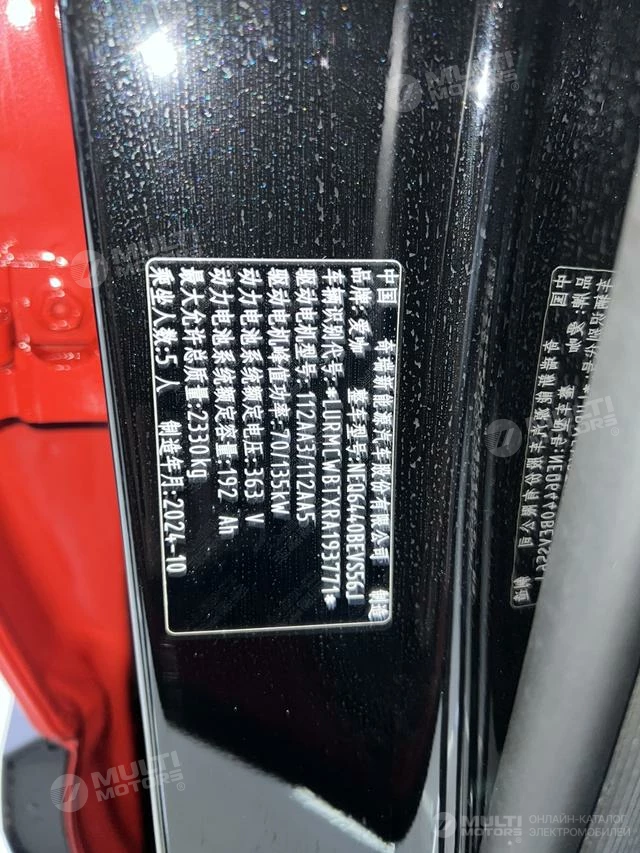 中国 奇瑞新能源汽车股份有限公司 制造
品牌:爱咖 整车型号:NEQ6440BEVS56J
车辆识别代号:*LURMCWB1XRA193771*
驱动电机型号:112AA3/112AA5
驱动电机峰值功率:70/135kW
动力电池系统额定电压:363 V
动力电池系统额定容量:192 Ah
最大允许总质量:2330kg
乘坐人数:5 人 制造年月:2024-10
MULTI MOTORS
MULTI MOTORS
MULTI MOTORS
MULTI MOTORS
ОНЛАЙН-КАТАЛОГ
ЭЛЕКТРОМОБИЛЕЙ